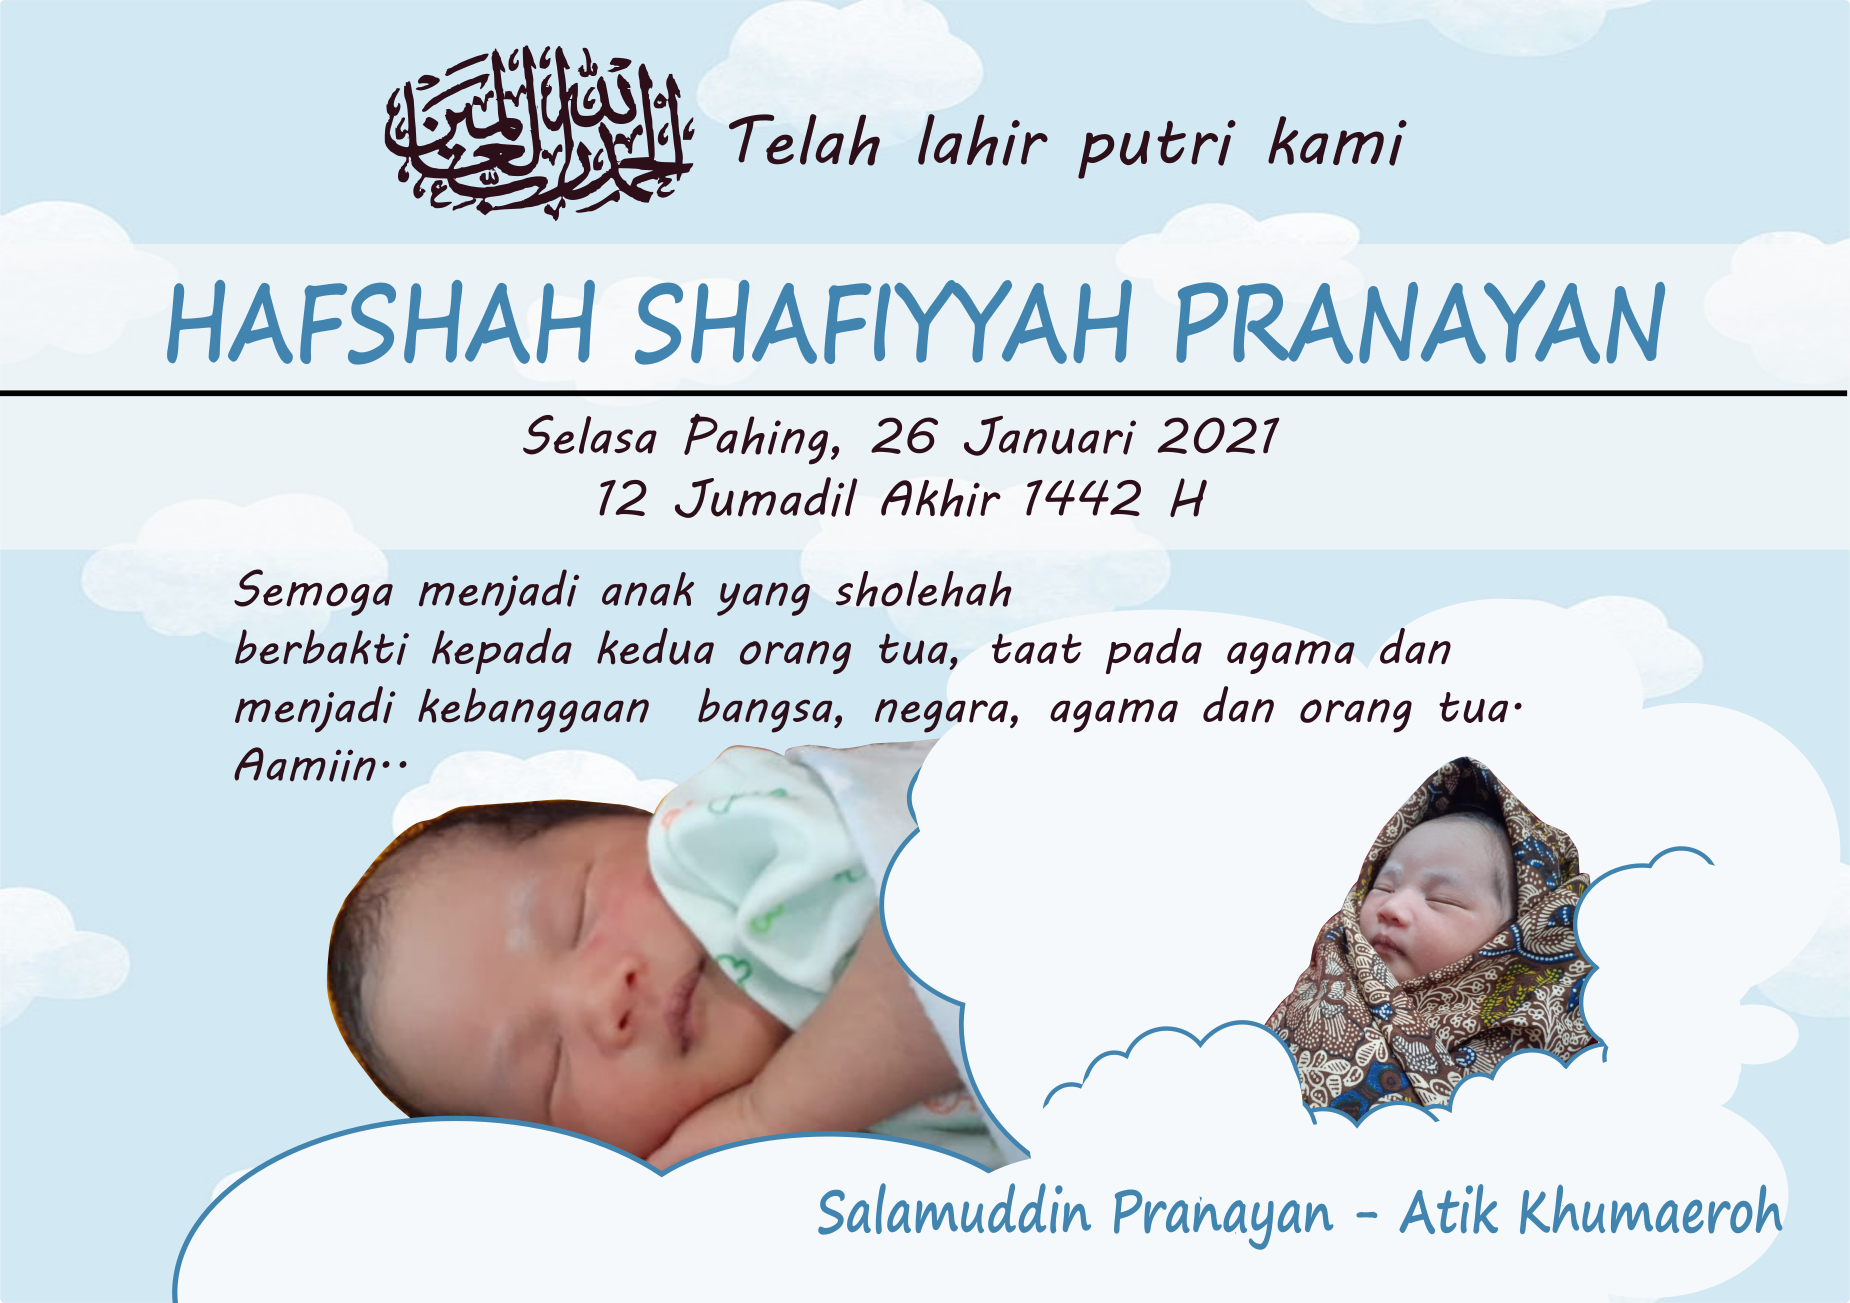 الحمد لله رب العالمين
Telah lahir putri kami
HAFSHAH SHAFIYYAH PRANAYAN
Selasa Pahing, 26 Januari 2021
12 Jumadil Akhir 1442 H
Semoga menjadi anak yang sholehah
berbakti kepada kedua orang tua, taat pada agama dan
menjadi kebanggaan bangsa, negara, agama dan orang tua.
Aamiin..
Salamuddin Pranayan - Atik Khumaeroh